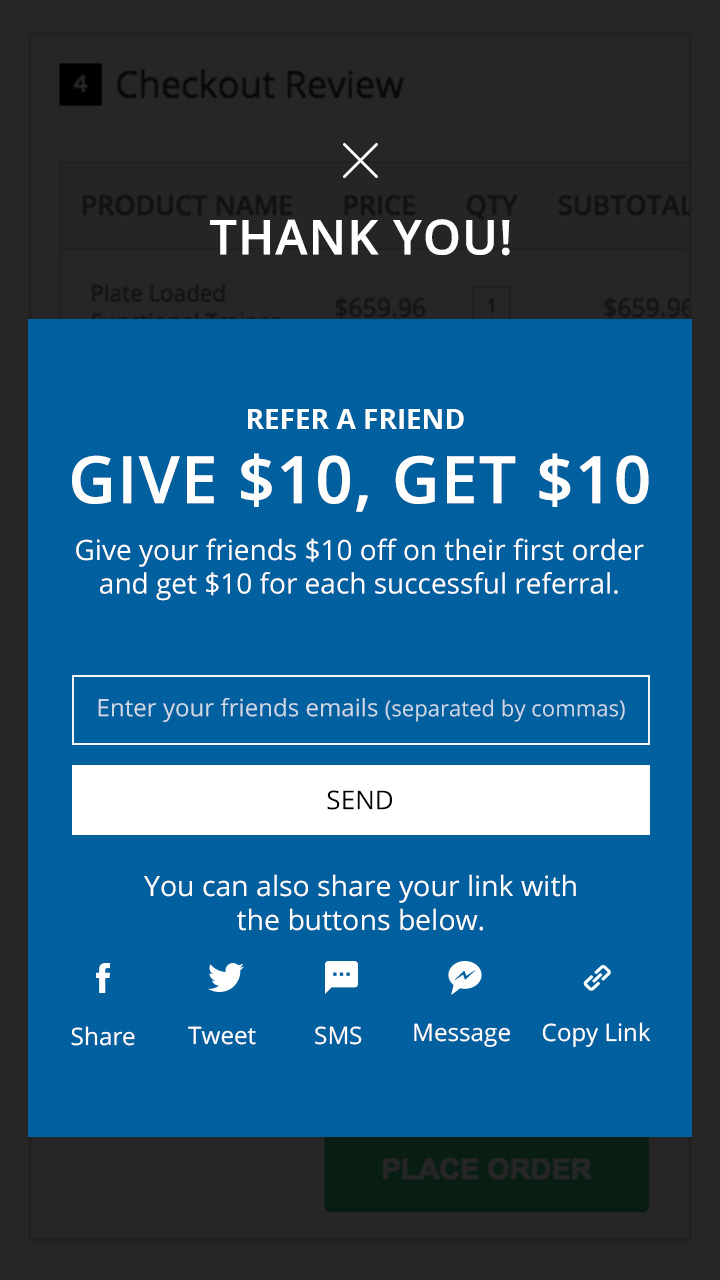 4 Checkout Review
PRODUCT NAME PRICE QTY SUBTOTAL
THANK YOU!
Plate Loaded
Functional Trainer
$659.96 1 $659.96
REFER A FRIEND
GIVE $10, GET $10
Give your friends $10 off on their first order
and get $10 for each successful referral.
Enter your friends emails (separated by commas)
SEND
You can also share your link with
the buttons below.
Share Tweet SMS Message Copy Link
PLACE ORDER